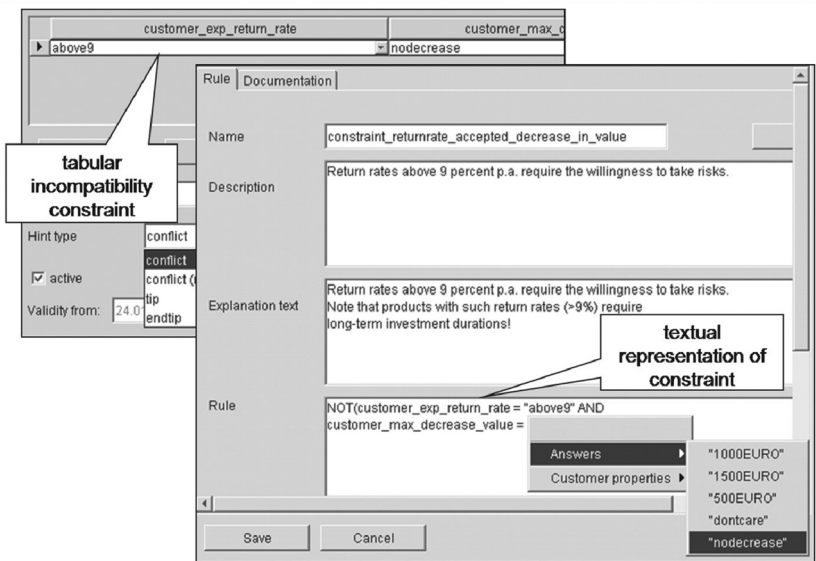 customer_exp_return_rate
customer_max_
above9
nodecrease
tabular
incompatibility
constraint
Hint type
conflict
conflict
conflict (
tip
endtip
active
Validity from:
24.0
Rule
Documentation
Name
constraint_returnrate_accepted_decrease_in_value
Description
Return rates above 9 percent p.a. require the willingness to take risks.
Explanation text
Return rates above 9 percent p.a. require the willingness to take risks.
Note that products with such return rates (>9%) require
long-term investment durations!
textual
representation of
constraint
Rule
NOT(customer_exp_return_rate = "above9" AND
customer_max_decrease_value =
Answers
Customer properties
"1000EURO"
"1500EURO"
"500EURO"
"dontcare"
"nodecrease"
Save
Cancel